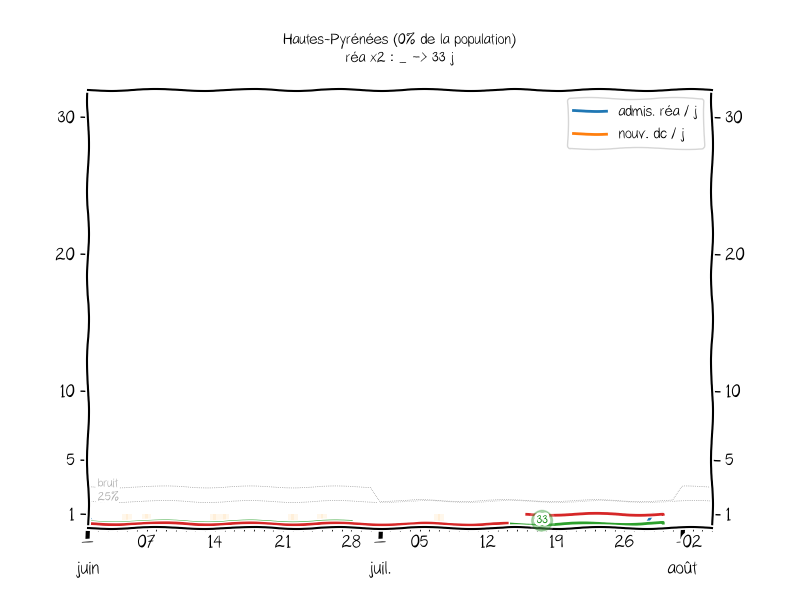 Hautes-Pyrénées (0% de la population)
réa x2 : _ -> 33 j
admis. réa / j
nouv. dc / j
30
30
20
20
10
10
5
5
bruit
25%
1
1
33
07
14
21
28
05
12
19
26
02
juin
juil.
août